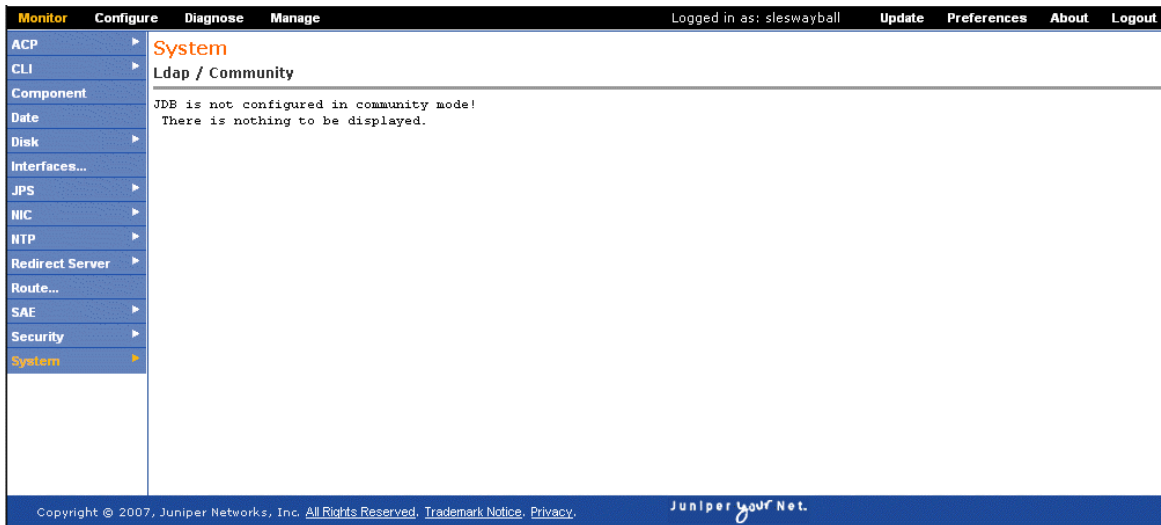 Monitor Configure Diagnose Manage Logged in as: sleswayball Update Preferences About Logout
ACP
CLI
Component
Date
Disk
Interfaces...
JPS
NIC
NTP
Redirect Server
Route...
SAE
Security
System
System
Ldap / Community
JDB is not configured in community mode!
There is nothing to be displayed.
Copyright © 2007, Juniper Networks, Inc. All Rights Reserved. Trademark Notice. Privacy.
Juniper your Net.